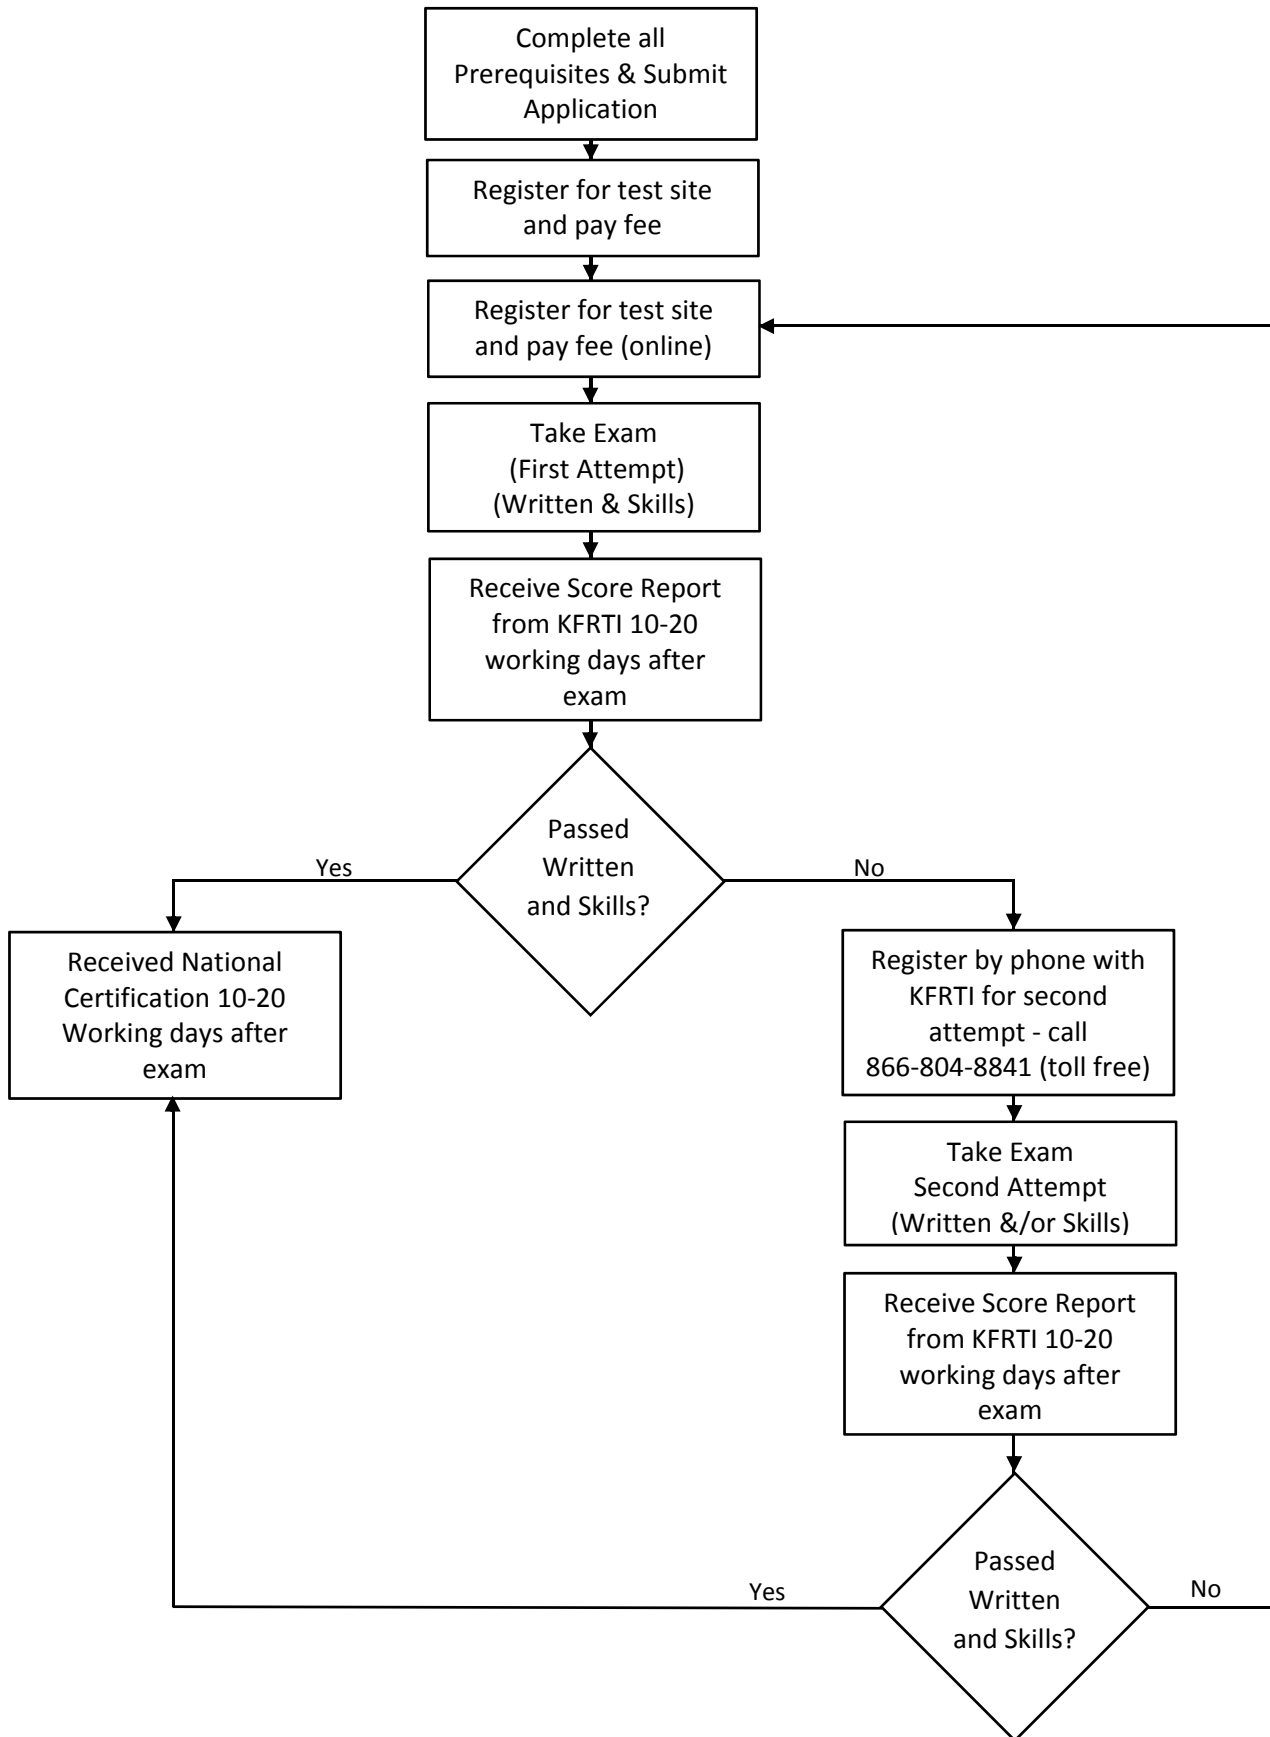 Complete all
Prerequisites & Submit
Application
Register for test site
and pay fee
Register for test site
and pay fee (online)
Take Exam
(First Attempt)
(Written & Skills)
Receive Score Report
from KFRTI 10-20
working days after
exam
Passed
Written
and Skills?
Yes
No
Received National
Certification 10-20
Working days after
exam
Register by phone with
KFRTI for second
attempt - call
866-804-8841 (toll free)
Take Exam
Second Attempt
(Written &/or Skills)
Receive Score Report
from KFRTI 10-20
working days after
exam
Passed
Written
and Skills?
Yes
No